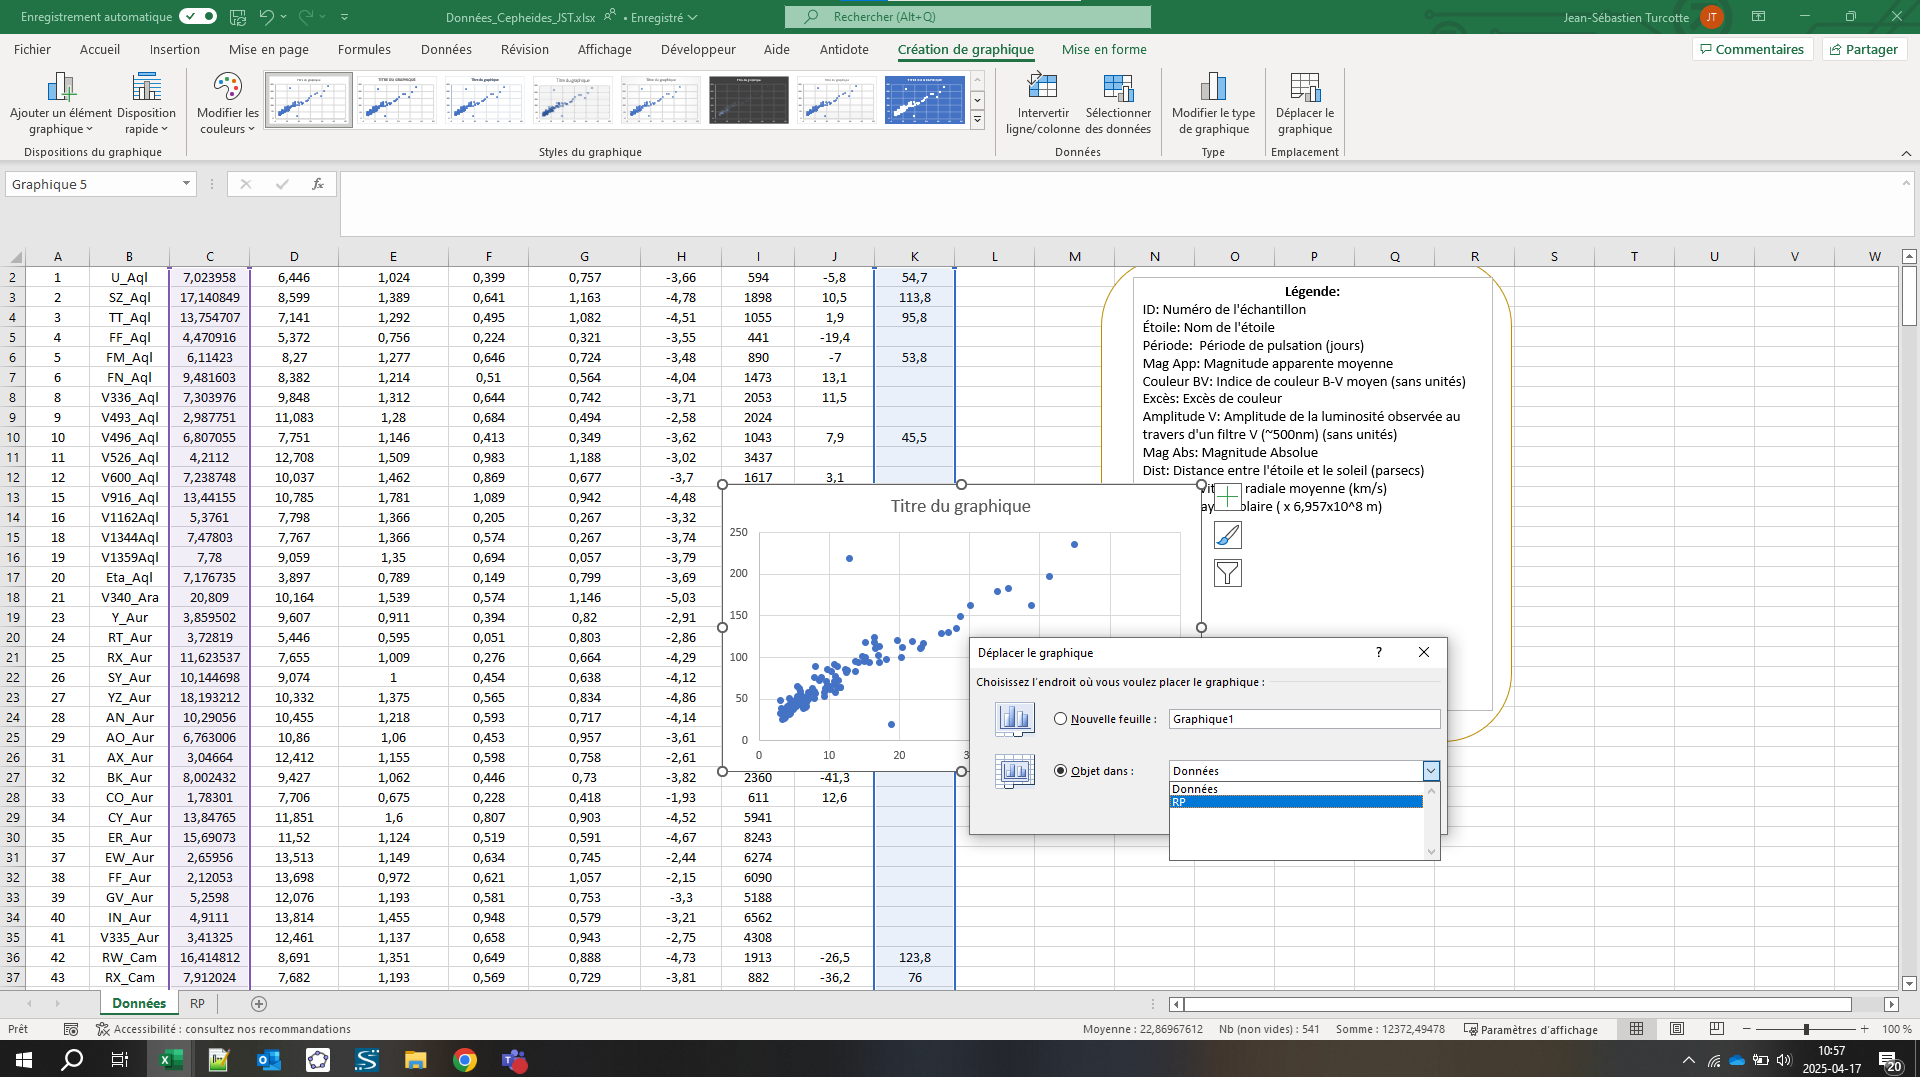 Enregistrement automatique
Données_Cepheides_JST.xlsx • Enregistré
Rechercher (Alt+Q)
Jean-Sébastien Turcotte JT
Fichier Accueil Insertion Mise en page Formules Données Révision Affichage Développeur Aide Antidote Création de graphique Mise en forme Commentaires Partager
Ajouter un élément graphique
Disposition rapide
Modifier les couleurs
Intervertir ligne/colonne
Sélectionner des données
Modifier le type de graphique
Déplacer le graphique
Dispositions du graphique Styles du graphique Données Type Emplacement
Graphique 5 fx
A B C D E F G H I J K L M N O P Q R S T U V W
2 1 U_Aql 7,023958 6,446 1,024 0,399 0,757 -3,66 594 -5,8 54,7
3 2 SZ_Aql 17,140849 8,599 1,389 0,641 1,163 -4,78 1898 10,5 113,8
4 3 TT_Aql 13,754707 7,141 1,292 0,495 1,082 -4,51 1055 1,9 95,8
5 4 FF_Aql 4,470916 5,372 0,756 0,224 0,321 -3,55 441 -19,4
6 5 FM_Aql 6,11423 8,27 1,277 0,646 0,724 -3,48 890 -7 53,8
7 6 FN_Aql 9,481603 8,382 1,214 0,51 0,564 -4,04 1473 13,1
8 8 V336_Aql 7,303976 9,848 1,312 0,644 0,742 -3,71 2053 11,5
9 9 V493_Aql 2,987751 11,083 1,28 0,684 0,494 -2,58 2024
10 10 V496_Aql 6,807055 7,751 1,146 0,413 0,349 -3,62 1043 7,9 45,5
11 11 V526_Aql 4,2112 12,708 1,509 0,983 1,188 -3,02 3437
12 12 V600_Aql 7,238748 10,037 1,462 0,869 0,677 -3,7 1617 3,1
13 15 V916_Aql 13,44155 10,785 1,781 1,089 0,942 -4,48
14 16 V1162Aql 5,3761 7,798 1,366 0,205 0,267 -3,32
15 18 V1344Aql 7,47803 7,767 1,366 0,574 0,267 -3,74
16 19 V1359Aql 7,78 9,059 1,35 0,694 0,057 -3,79
17 20 Eta_Aql 7,176735 3,897 0,789 0,149 0,799 -3,69
18 21 V340_Ara 20,809 10,164 1,539 0,574 1,146 -5,03
19 23 Y_Aur 3,859502 9,607 0,911 0,394 0,82 -2,91
20 24 RT_Aur 3,72819 5,446 0,595 0,051 0,803 -2,86
21 25 RX_Aur 11,623537 7,655 1,009 0,276 0,664 -4,29
22 26 SY_Aur 10,144698 9,074 1 0,454 0,638 -4,12
23 27 YZ_Aur 18,193212 10,332 1,375 0,565 0,834 -4,86
24 28 AN_Aur 10,29056 10,455 1,218 0,593 0,717 -4,14
25 29 AO_Aur 6,763006 10,86 1,06 0,453 0,957 -3,61
26 31 AX_Aur 3,04664 12,412 1,155 0,598 0,758 -2,61
27 32 BK_Aur 8,002432 9,427 1,062 0,446 0,73 -3,82 2360 -41,3
28 33 CO_Aur 1,78301 7,706 0,675 0,228 0,418 -1,93 611 12,6
29 34 CY_Aur 13,84765 11,851 1,6 0,807 0,903 -4,52 5941
30 35 ER_Aur 15,69073 11,52 1,124 0,519 0,591 -4,67 8243
31 37 EW_Aur 2,65956 13,513 1,149 0,634 0,745 -2,44 6274
32 38 FF_Aur 2,12053 13,698 0,972 0,621 1,057 -2,15 6090
33 39 GV_Aur 5,2598 12,076 1,193 0,581 0,753 -3,3 5188
34 40 IN_Aur 4,9111 13,814 1,455 0,948 0,579 -3,21 6562
35 41 V335_Aur 3,41325 12,461 1,137 0,658 0,943 -2,75 4308
36 42 RW_Cam 16,414812 8,691 1,351 0,649 0,888 -4,73 1913 -26,5 123,8
37 43 RX_Cam 7,912024 7,682 1,193 0,569 0,729 -3,81 882 -36,2 76
Légende:
ID: Numéro de l'échantillon
Étoile: Nom de l'étoile
Période: Période de pulsation (jours)
Mag App: Magnitude apparente moyenne
Couleur BV: Indice de couleur B-V moyen (sans unités)
Excès: Excès de couleur
Amplitude V: Amplitude de la luminosité observée au
travers d'un filtre V (~500nm) (sans unités)
Mag Abs: Magnitude Absolue
Dist: Distance entre l'étoile et le soleil (parsecs)
radiale moyenne (km/s)
olaire ( x 6,957x10^8 m)
Titre du graphique
250
200
150
100
50
0
0 10 20 3
Déplacer le graphique ?
Choisissez l'endroit où vous voulez placer le graphique :
Nouvelle feuille : Graphique1
Objet dans : Données
Données
RP
Données RP
Prêt Accessibilité : consultez nos recommandations Moyenne : 22,86967612 Nb (non vides) : 541 Somme : 12372,49478 Paramètres d'affichage 100 %
10:57
2025-04-17
20